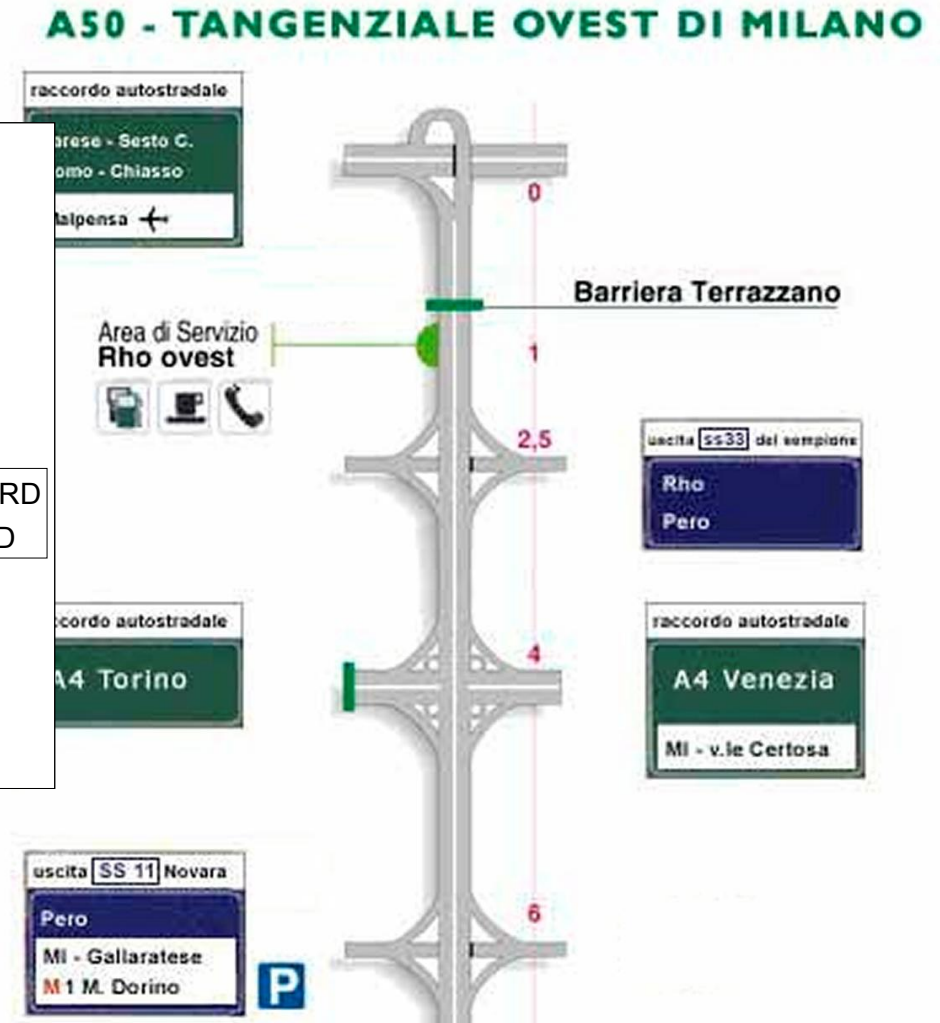 A50 - TANGENZIALE OVEST DI MILANO
raccordo autostradale
arese - Sesto C.
omo - Chiasso
Malpensa
0
Barriera Terrazzano
Area di Servizio
Rho ovest
1
2,5
uscita ss33 del sempione
Rho
Pero
RD
D
4
ccordo autostradale
A4 Torino
raccordo autostradale
A4 Venezia
MI - v.le Certosa
uscita SS 11 Novara
Pero
MI - Gallaratese
M1 M. Dorino
P
6